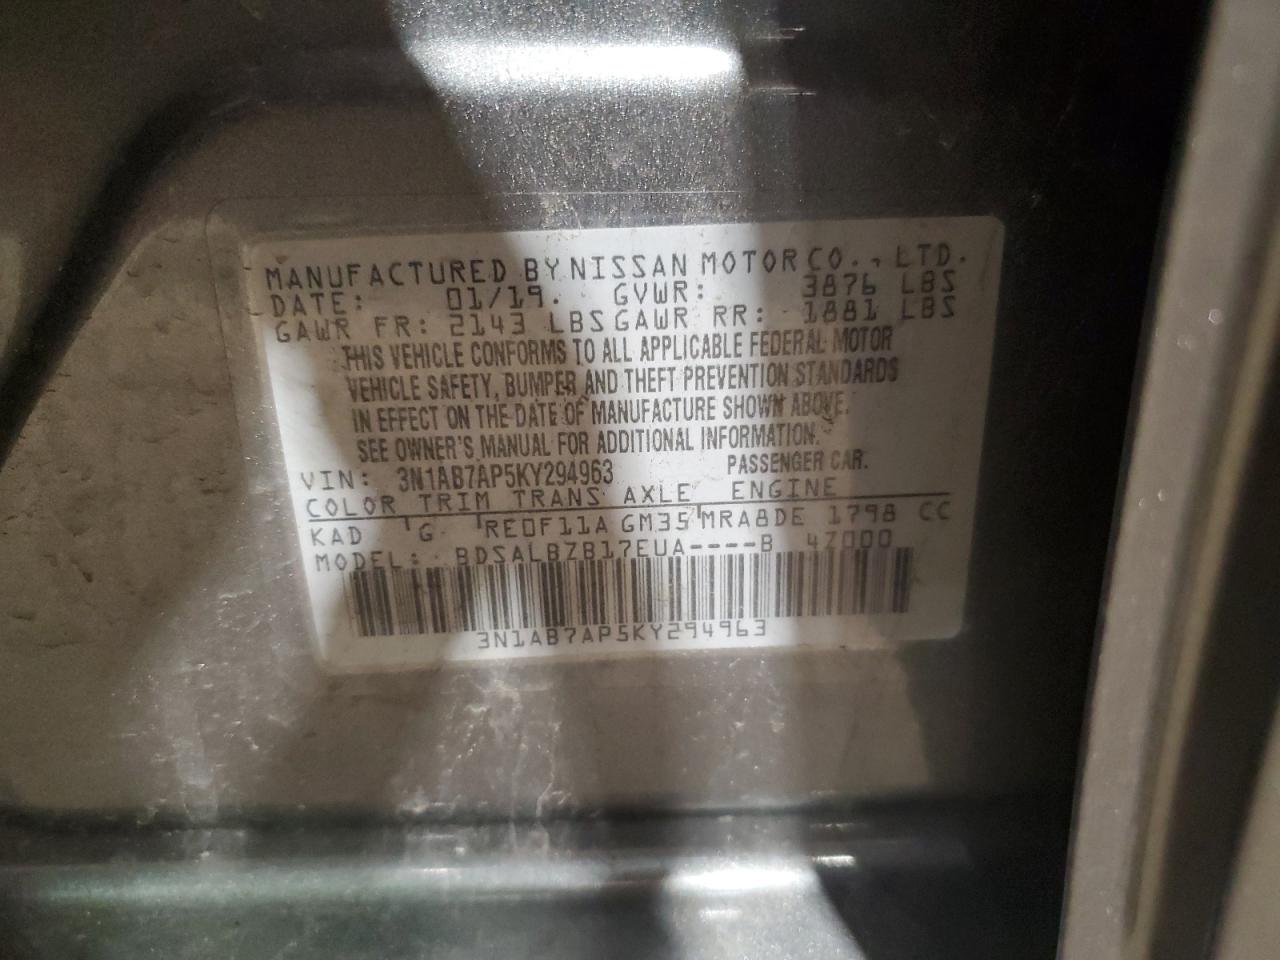 MANUFACTURED BY NISSAN MOTOR CO., LTD.
DATE: 01/19. GVWR: 3876 LBS
GAWR FR: 2143 LBS GAWR RR: 1881 LBS
THIS VEHICLE CONFORMS TO ALL APPLICABLE FEDERAL MOTOR
VEHICLE SAFETY, BUMPER AND THEFT PREVENTION STANDARDS
IN EFFECT ON THE DATE OF MANUFACTURE SHOWN ABOVE.
SEE OWNER'S MANUAL FOR ADDITIONAL INFORMATION.
VIN: 3N1AB7AP5KY294963 PASSENGER CAR.
COLOR TRIM TRANS AXLE ENGINE
KAD G RE0F11A GM35 MRA8DE 1798 CC
MODEL: BDSALBZB17EUA----B 4Z000
3N1AB7AP5KY294963